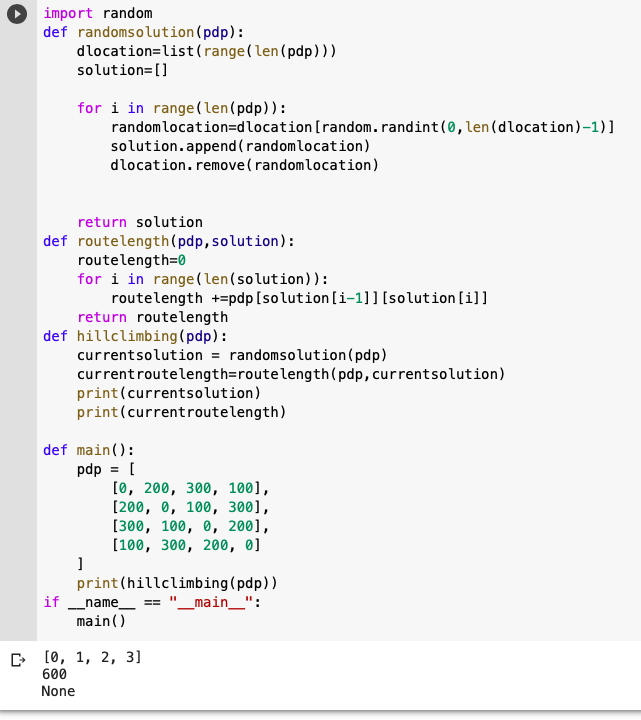 import random
def randomsolution(pdp):
    dlocation=list(range(len(pdp)))
    solution=[]

    for i in range(len(pdp)):
        randomlocation=dlocation[random.randint(0,len(dlocation)-1)]
        solution.append(randomlocation)
        dlocation.remove(randomlocation)


    return solution
def routelength(pdp,solution):
    routelength=0
    for i in range(len(solution)):
        routelength +=pdp[solution[i-1]][solution[i]]
    return routelength
def hillclimbing(pdp):
    currentsolution = randomsolution(pdp)
    currentroutelength=routelength(pdp,currentsolution)
    print(currentsolution)
    print(currentroutelength)

def main():
    pdp = [
        [0, 200, 300, 100],
        [200, 0, 100, 300],
        [300, 100, 0, 200],
        [100, 300, 200, 0]
    ]
    print(hillclimbing(pdp))
if __name__ == "__main__":
    main()
[0, 1, 2, 3]
600
None